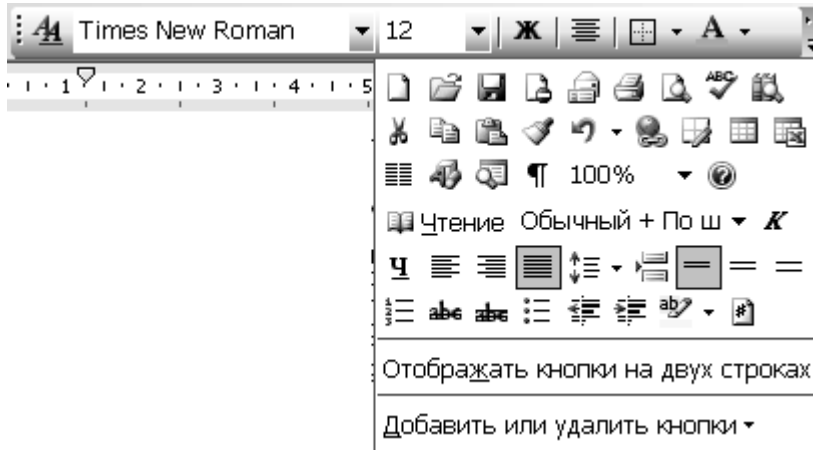 Times New Roman 12 Ж A
1 2 3 4 5
ABC
¶ 100%
Чтение Обычный + По ш К
Ч
abc abc ab
Отображать кнопки на двух строках
Добавить или удалить кнопки